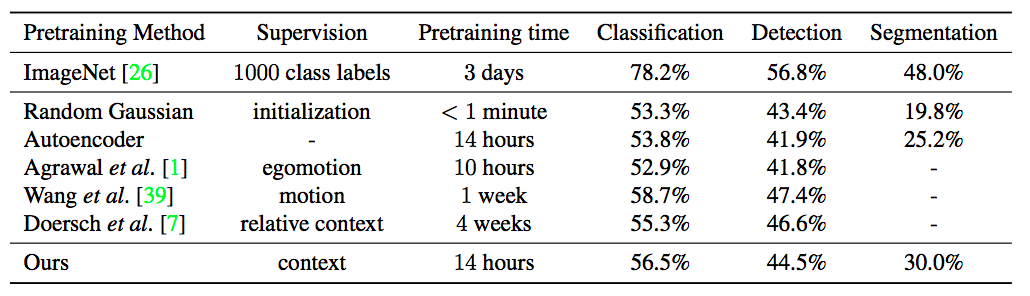 Pretraining Method Supervision Pretraining time Classification Detection Segmentation
ImageNet [26] 1000 class labels 3 days 78.2% 56.8% 48.0%
Random Gaussian initialization < 1 minute 53.3% 43.4% 19.8%
Autoencoder - 14 hours 53.8% 41.9% 25.2%
Agrawal et al. [1] egomotion 10 hours 52.9% 41.8% -
Wang et al. [39] motion 1 week 58.7% 47.4% -
Doersch et al. [7] relative context 4 weeks 55.3% 46.6% -
Ours context 14 hours 56.5% 44.5% 30.0%